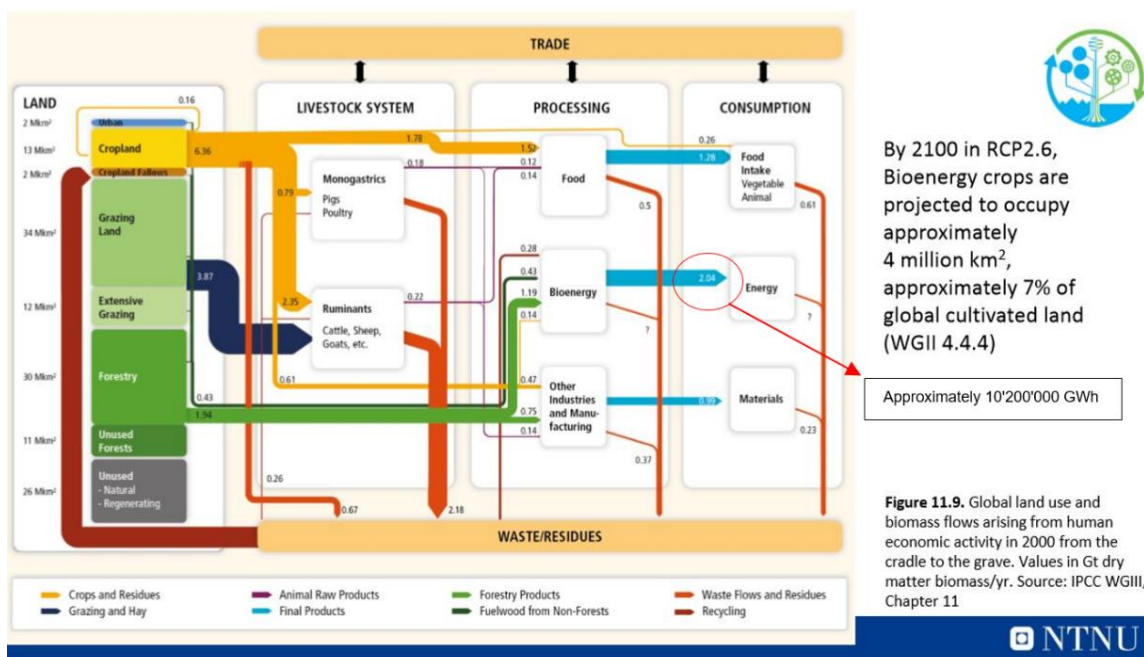 TRADE
LAND
LIVESTOCK SYSTEM
PROCESSING
CONSUMPTION
0.16
2 Mkm²
Urban
13 Mkm²
Cropland
6.36
2 Mkm²
Cropland Fallows
34 Mkm²
Grazing
Land
3.87
12 Mkm²
Extensive
Grazing
30 Mkm²
Forestry
0.43
1.94
11 Mkm²
Unused
Forests
26 Mkm²
Unused
- Natural
- Regenerating
1.78
0.18
0.79
Monogastrics
Pigs
Poultry
2.35
Ruminants
Cattle, Sheep,
Goats, etc.
0.22
0.61
0.26
0.67
2.18
1.52
0.12
0.14
Food
0.5
0.28
0.43
1.19
0.14
Bioenergy
?
0.47
0.75
0.14
Other
Industries
and Manu-
facturing
0.37
0.26
1.28
Food
Intake
Vegetable
Animal
0.61
2.04
Energy
?
0.99
Materials
0.23
WASTE/RESIDUES
Crops and Residues
Animal Raw Products
Forestry Products
Waste Flows and Residues
Grazing and Hay
Final Products
Fuelwood from Non-Forests
Recycling
By 2100 in RCP2.6,
Bioenergy crops are
projected to occupy
approximately
4 million km²,
approximately 7% of
global cultivated land
(WGII 4.4.4)
Approximately 10'200'000 GWh
Figure 11.9. Global land use and
biomass flows arising from human
economic activity in 2000 from the
cradle to the grave. Values in Gt dry
matter biomass/yr. Source: IPCC WGIII,
Chapter 11
NTNU